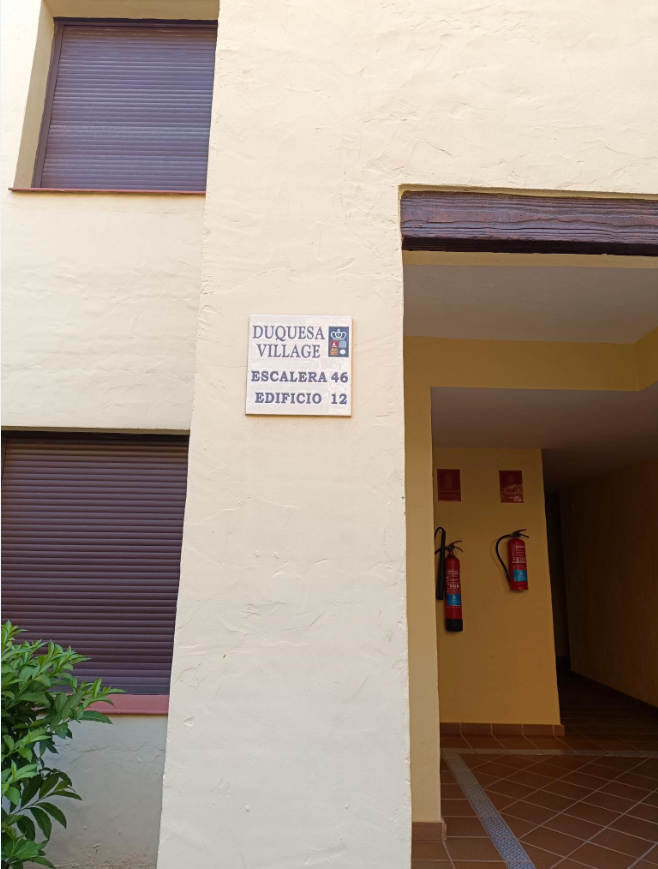 DUQUESA
VILLAGE
ESCALERA 46
EDIFICIO 12